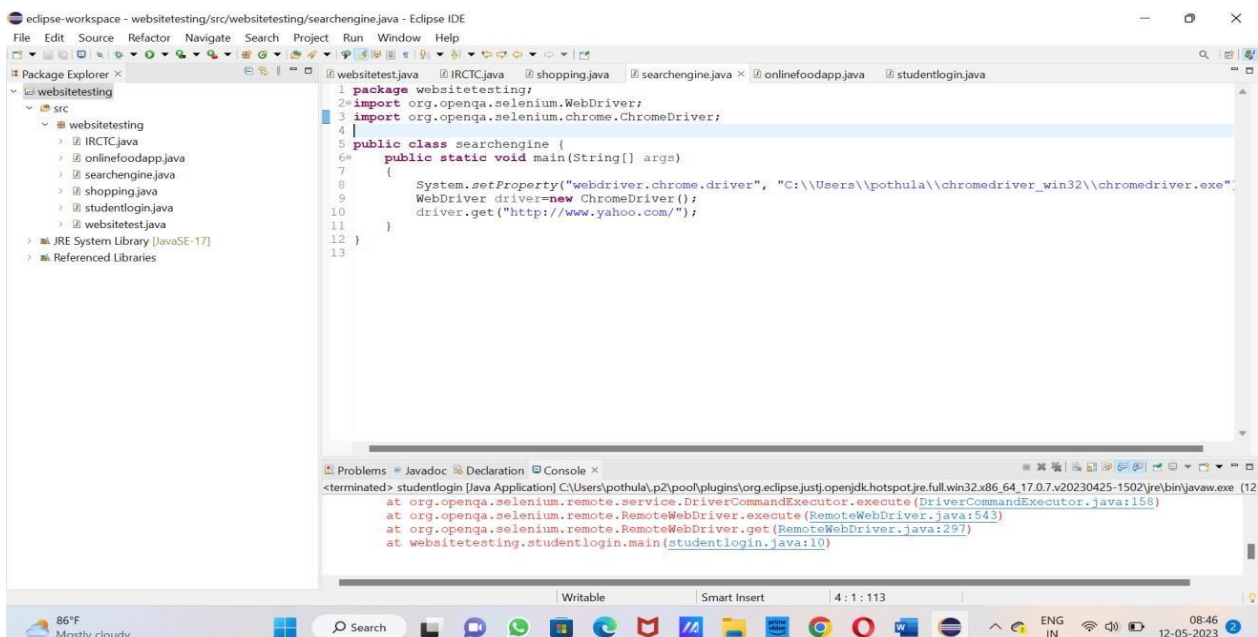 eclipse-workspace - websitetesting/src/websitetesting/searchengine.java - Eclipse IDE
File Edit Source Refactor Navigate Search Project Run Window Help
Package Explorer
websitetesting
src
websitetesting
IRCTC.java
onlinefoodapp.java
searchengine.java
shopping.java
studentlogin.java
websitetest.java
JRE System Library [JavaSE-17]
Referenced Libraries
websitetest.java IRCTC.java shopping.java searchengine.java onlinefoodapp.java studentlogin.java
1 package websitetesting;
2 import org.openqa.selenium.WebDriver;
3 import org.openqa.selenium.chrome.ChromeDriver;
4
5 public class searchengine {
6 public static void main(String[] args)
7 {
8 System.setProperty("webdriver.chrome.driver", "C:\\Users\\pothula\\chromedriver_win32\\chromedriver.exe")
9 WebDriver driver=new ChromeDriver();
10 driver.get("http://www.yahoo.com/");
11 }
12 }
13
Problems Javadoc Declaration Console
<terminated> studentlogin [Java Application] C:\Users\pothula\.p2\pool\plugins\org.eclipse.justj.openjdk.hotspot.jre.full.win32.x86_64_17.0.7.v20230425-1502\jre\bin\javaw.exe (12
at org.openqa.selenium.remote.service.DriverCommandExecutor.execute(DriverCommandExecutor.java:158)
at org.openqa.selenium.remote.RemoteWebDriver.execute(RemoteWebDriver.java:543)
at org.openqa.selenium.remote.RemoteWebDriver.get(RemoteWebDriver.java:297)
at websitetesting.studentlogin.main(studentlogin.java:10)
Writable Smart Insert 4 : 1 : 113
86°F
Mostly cloudy
Search
prime video
W
ENG
IN
08:46
12-05-2023
2